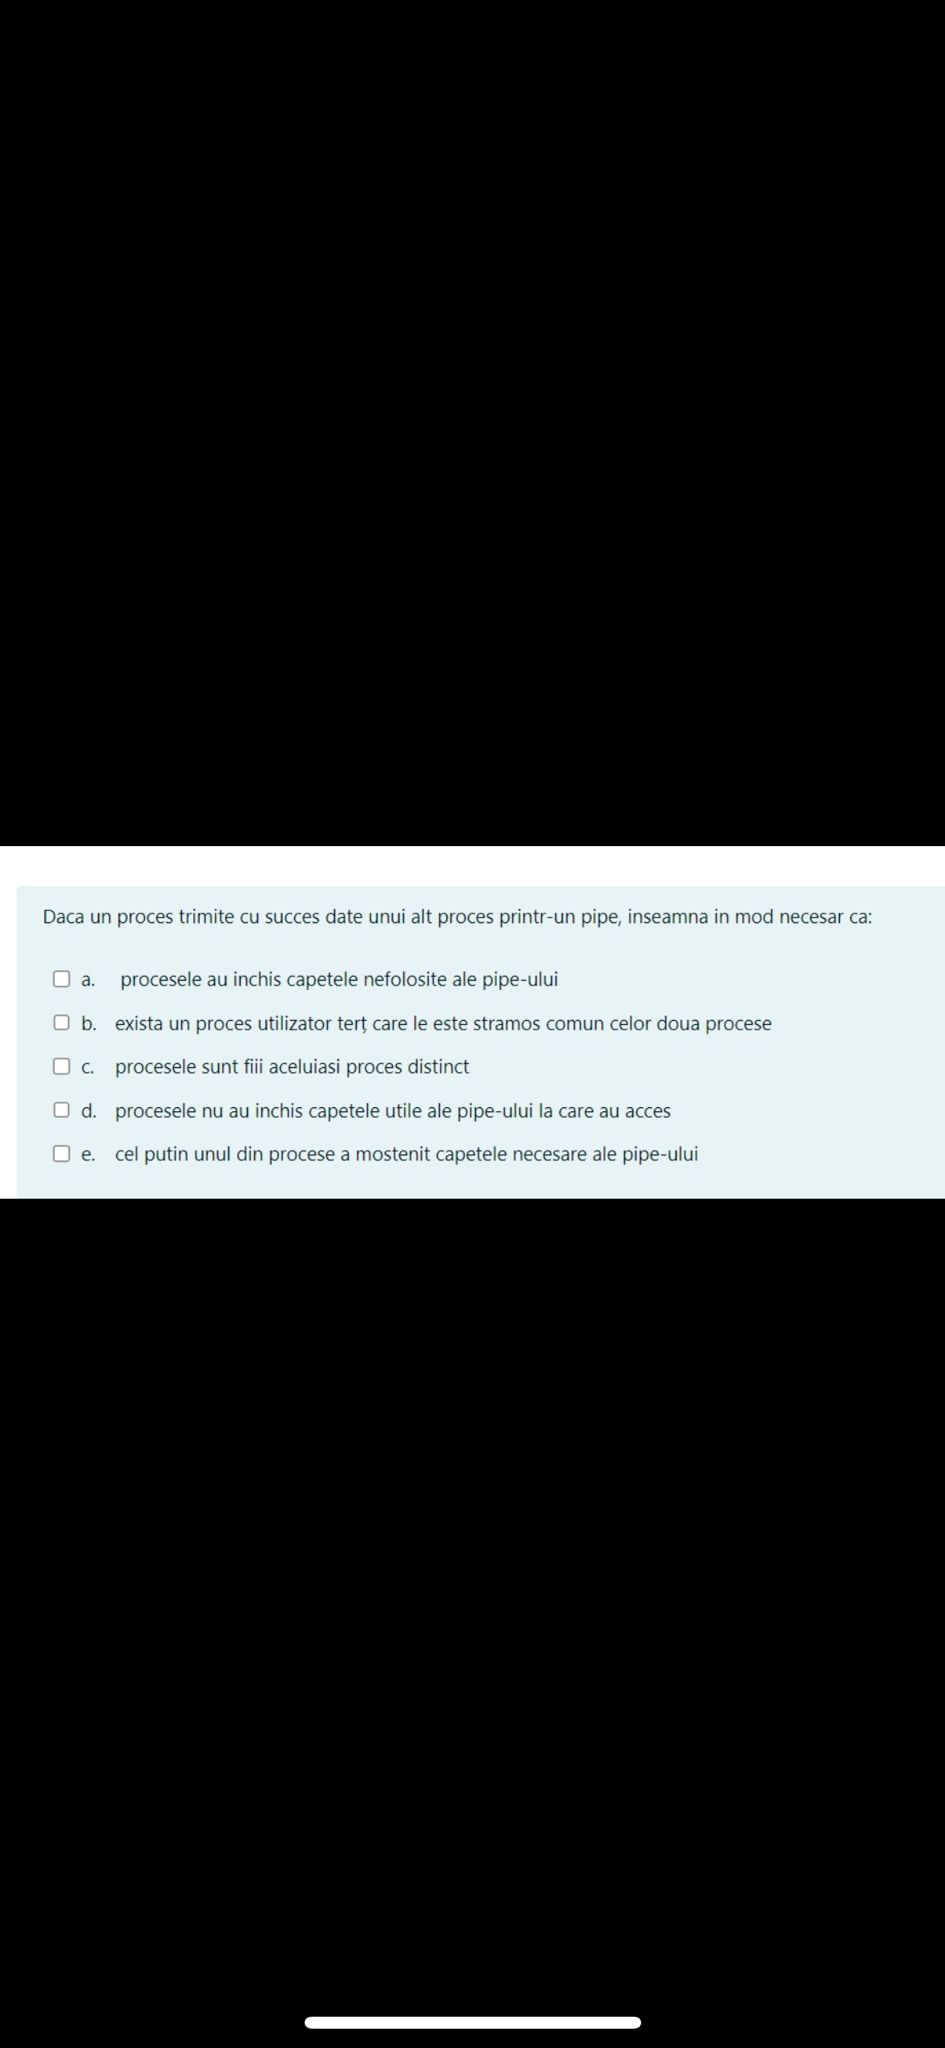 Daca un proces trimite cu succes date unui alt proces printr-un pipe, inseamna in mod necesar ca:
a. procesele au inchis capetele nefolosite ale pipe-ului
b. exista un proces utilizator terț care le este stramos comun celor doua procese
c. procesele sunt fiii aceluiasi proces distinct
d. procesele nu au inchis capetele utile ale pipe-ului la care au acces
e. cel putin unul din procese a mostenit capetele necesare ale pipe-ului